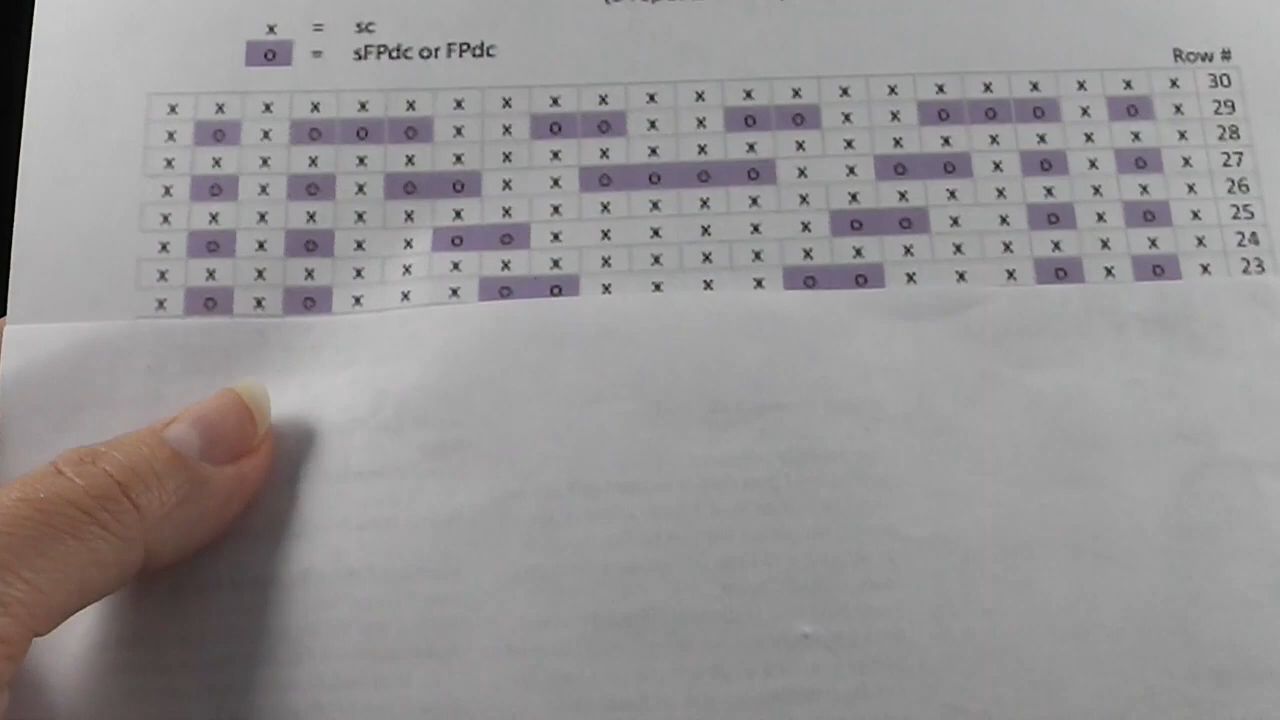 x = sc
o = sFPdc or FPdc
Row #
x x x x x x x x x x x x x x x x x x x x x x 30
x o x o o o x x o o x x o o x x o o o x o x 29
x x x x x x x x x x x x x x x x x x x x x x 28
x o x o x o o x x o o o o x x o o x o x o x 27
x x x x x x x x x x x x x x x x x x x x x x 26
x o x o x x o o x x x x x x o o x x o x o x 25
x x x x x x x x x x x x x x x x x x x x x x 24
x o x o x x x o o x x x x o o x x x o x o x 23